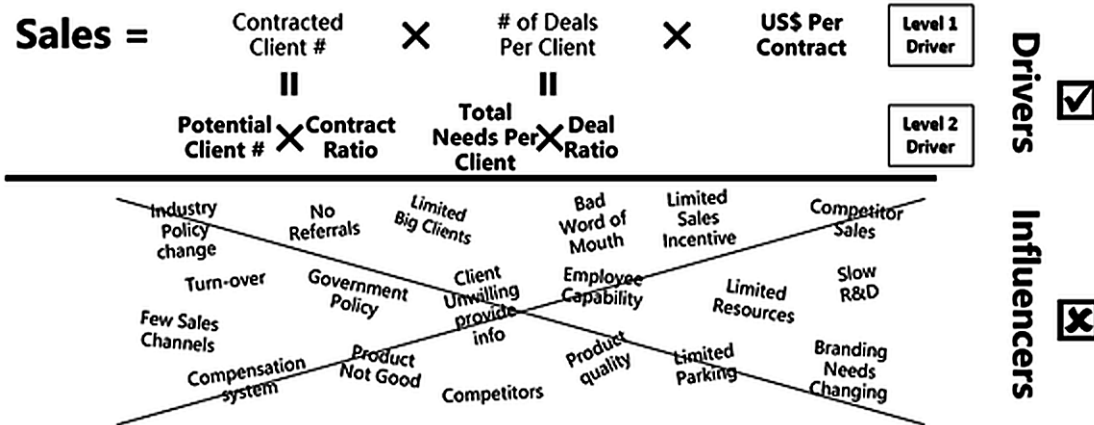 Sales =
Contracted
Client #
×
# of Deals
Per Client
×
US$ Per
Contract
Level 1
Driver
=
=
Potential
Client #
×
Contract
Ratio
Total
Needs Per
Client
×
Deal
Ratio
Level 2
Driver
Drivers
Industry
Policy
change
No
Referrals
Limited
Big Clients
Bad
Word of
Mouth
Limited
Sales
Incentive
Competitor
Sales
Turn-over
Government
Policy
Client
Unwilling
provide
info
Employee
Capability
Limited
Resources
Slow
R&D
Few Sales
Channels
Compensation
system
Product
Not Good
Competitors
Product
quality
Limited
Parking
Branding
Needs
Changing
Influencers